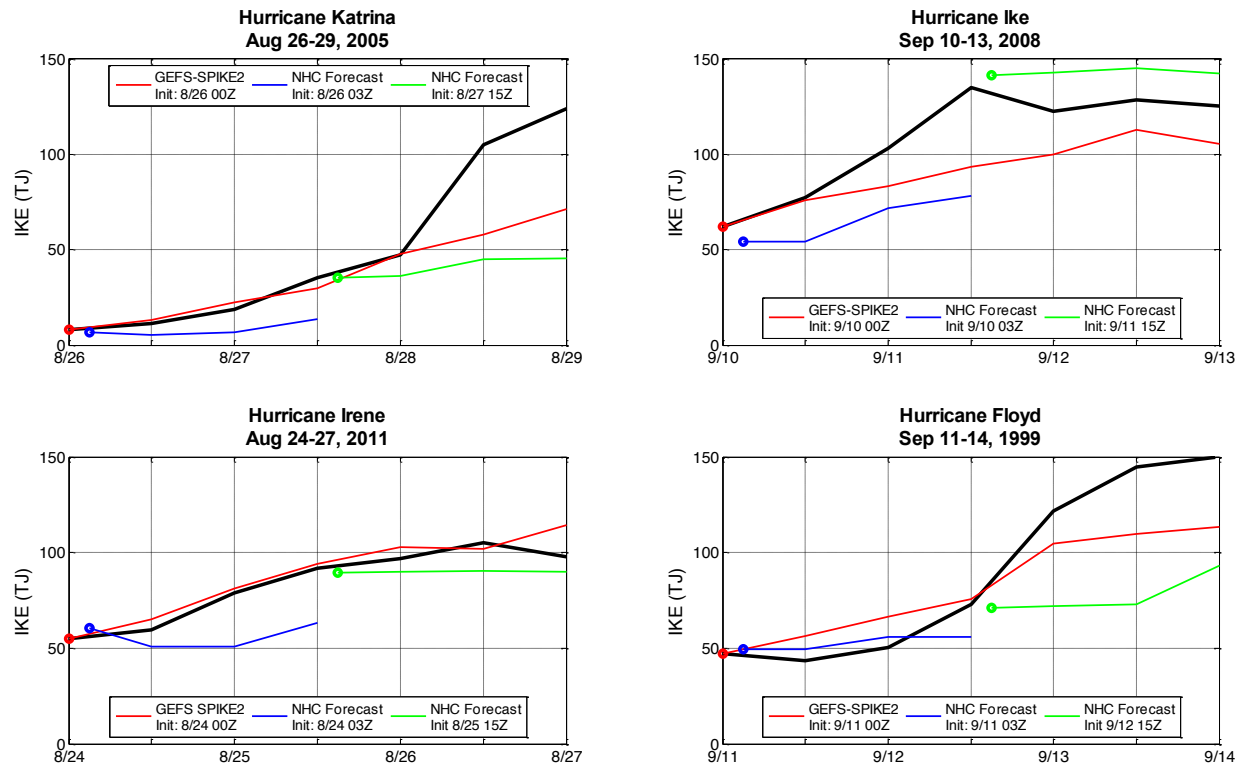 Hurricane Katrina
Aug 26-29, 2005
150
100
50
0
IKE (TJ)
GEFS-SPIKE2 NHC Forecast NHC Forecast
Init: 8/26 00Z Init: 8/26 03Z Init: 8/27 15Z
8/26 8/27 8/28 8/29
Hurricane Ike
Sep 10-13, 2008
150
100
50
0
IKE (TJ)
GEFS-SPIKE2 NHC Forecast NHC Forecast
Init: 9/10 00Z Init 9/10 03Z Init: 9/11 15Z
9/10 9/11 9/12 9/13
Hurricane Irene
Aug 24-27, 2011
150
100
50
0
IKE (TJ)
GEFS SPIKE2 NHC Forecast NHC Forecast
Init: 8/24 00Z Init: 8/24 03Z Init 8/25 15Z
8/24 8/25 8/26 8/27
Hurricane Floyd
Sep 11-14, 1999
150
100
50
0
IKE (TJ)
GEFS-SPIKE2 NHC Forecast NHC Forecast
Init: 9/11 00Z Init: 9/11 03Z Init 9/12 15Z
9/11 9/12 9/13 9/14